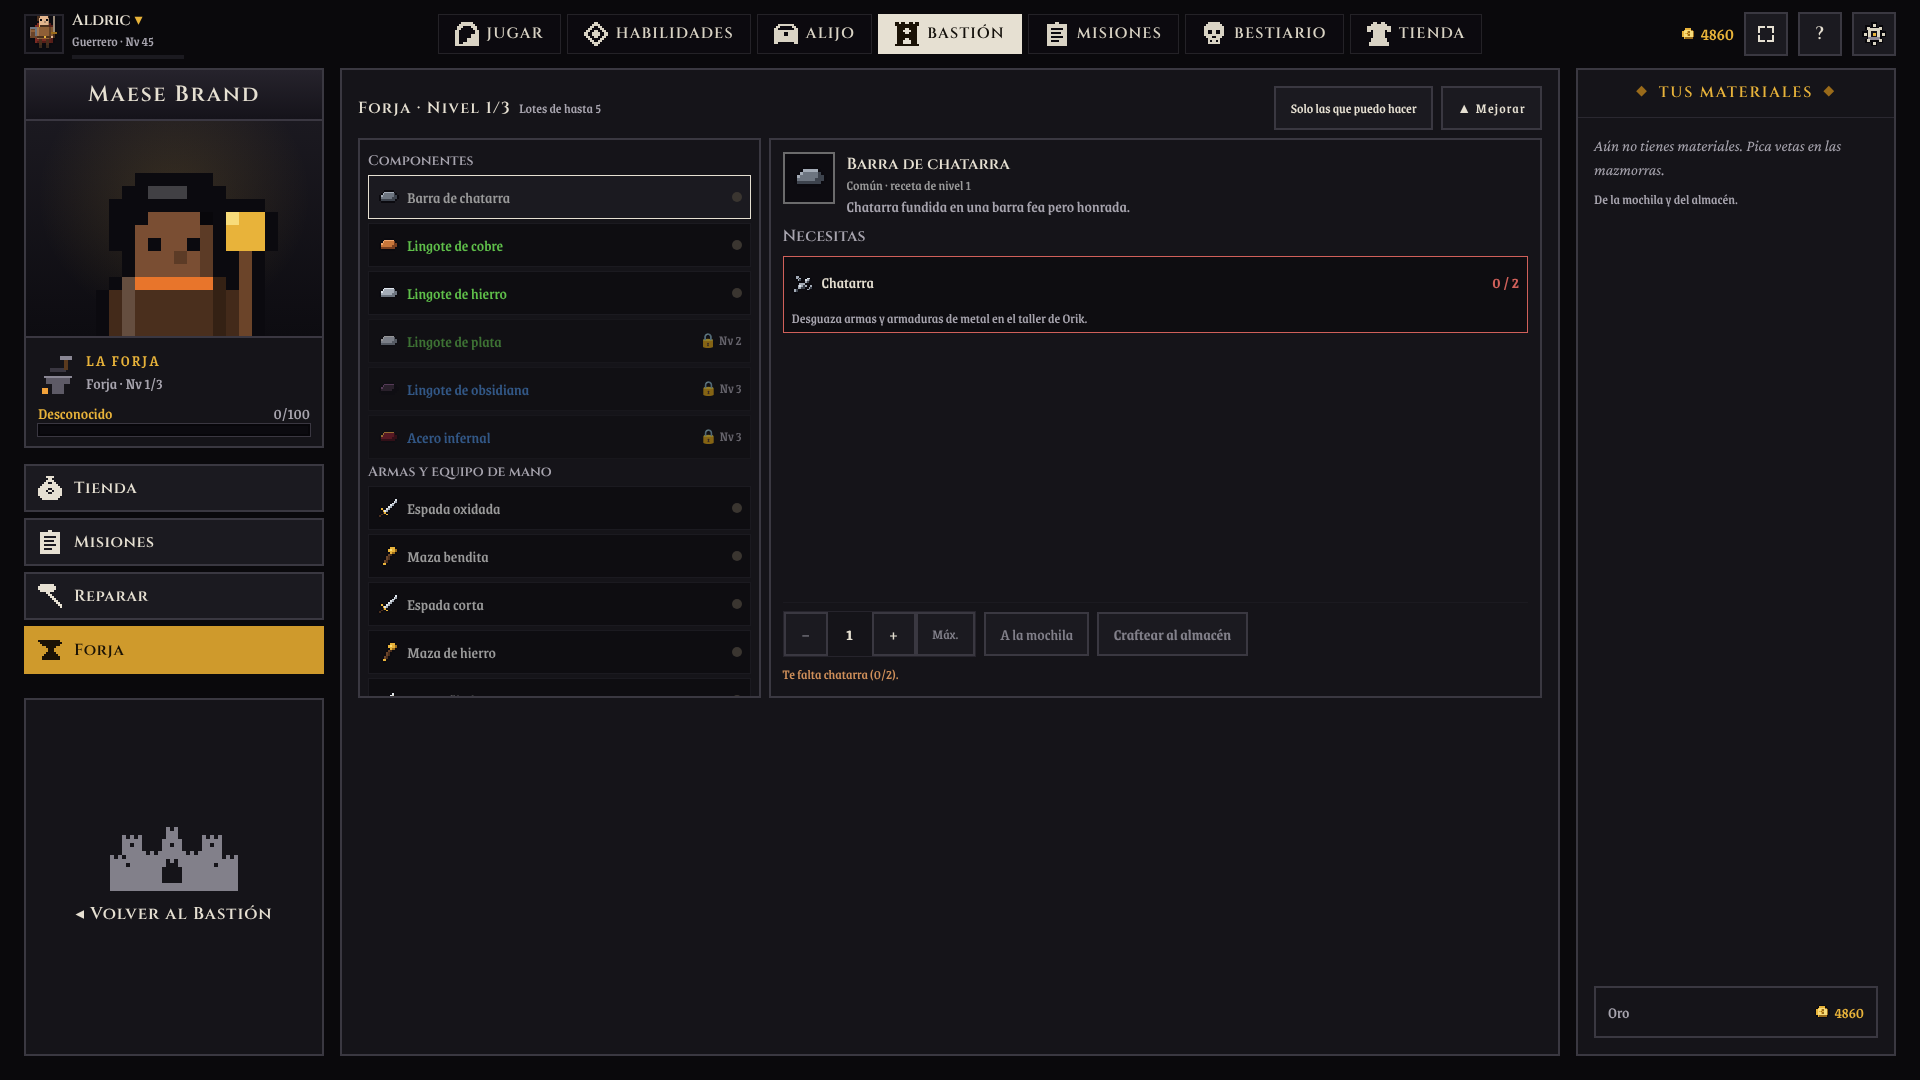 Aldric ▾
Guerrero · Nv 45
Jugar
Habilidades
Alijo
Bastión
Misiones
Bestiario
Tienda
4860
?
Maese Brand
La Forja
Forja · Nv 1/3
Desconocido 0/100
Tienda
Misiones
Reparar
Forja
◂ Volver al Bastión
Forja · Nivel 1/3 Lotes de hasta 5
Solo las que puedo hacer
▲ Mejorar
Componentes
Barra de chatarra
Lingote de cobre
Lingote de hierro
Lingote de plata 🔒 Nv 2
Lingote de obsidiana 🔒 Nv 3
Acero infernal 🔒 Nv 3
Armas y equipo de mano
Espada oxidada
Maza bendita
Espada corta
Maza de hierro
Barra de chatarra
Común · receta de nivel 1
Chatarra fundida en una barra fea pero honrada.
Necesitas
Chatarra 0 / 2
Desguaza armas y armaduras de metal en el taller de Orik.
− 1 + Máx.
A la mochila
Craftear al almacén
Te falta chatarra (0/2).
◆ Tus materiales ◆
Aún no tienes materiales. Pica vetas en las
mazmorras.
De la mochila y del almacén.
Oro 4860